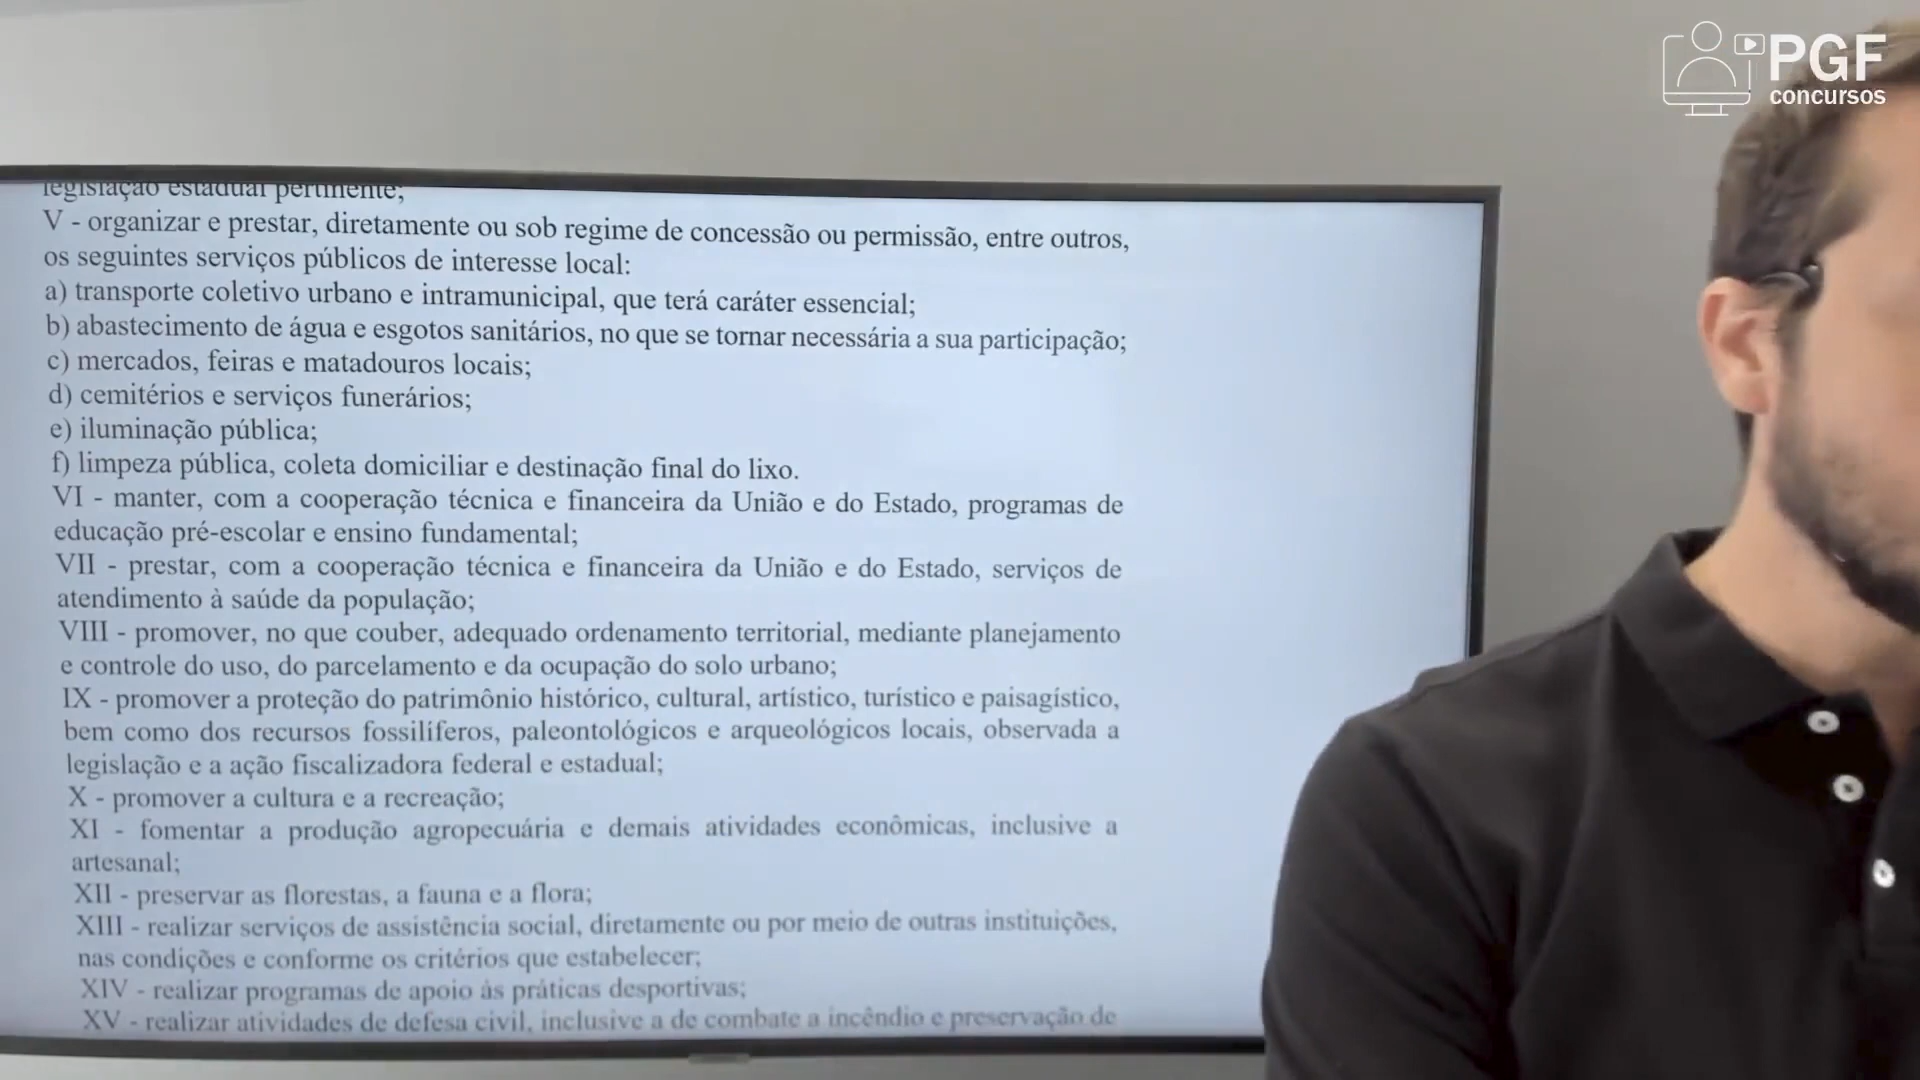 PGF
concursos
legislação estadual pertinente;
V - organizar e prestar, diretamente ou sob regime de concessão ou permissão, entre outros,
os seguintes serviços públicos de interesse local:
a) transporte coletivo urbano e intramunicipal, que terá caráter essencial;
b) abastecimento de água e esgotos sanitários, no que se tornar necessária a sua participação;
c) mercados, feiras e matadouros locais;
d) cemitérios e serviços funerários;
e) iluminação pública;
f) limpeza pública, coleta domiciliar e destinação final do lixo.
VI - manter, com a cooperação técnica e financeira da União e do Estado, programas de
educação pré-escolar e ensino fundamental;
VII - prestar, com a cooperação técnica e financeira da União e do Estado, serviços de
atendimento à saúde da população;
VIII - promover, no que couber, adequado ordenamento territorial, mediante planejamento
e controle do uso, do parcelamento e da ocupação do solo urbano;
IX - promover a proteção do patrimônio histórico, cultural, artístico, turístico e paisagístico,
bem como dos recursos fossilíferos, paleontológicos e arqueológicos locais, observada a
legislação e a ação fiscalizadora federal e estadual;
X - promover a cultura e a recreação;
XI - fomentar a produção agropecuária e demais atividades econômicas, inclusive a
artesanal;
XII - preservar as florestas, a fauna e a flora;
XIII - realizar serviços de assistência social, diretamente ou por meio de outras instituições,
nas condições e conforme os critérios que estabelecer;
XIV - realizar programas de apoio às práticas desportivas;
XV - realizar atividades de defesa civil, inclusive a de combate a incêndio e preservação de